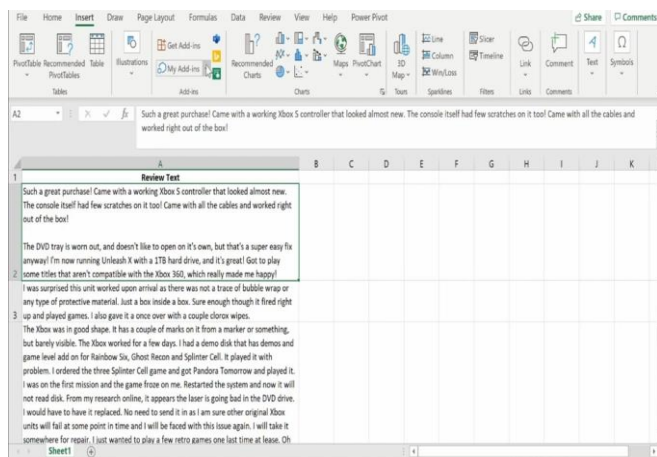 File Home Insert Draw Page Layout Formulas Data Review View Help Power Pivot Share Comments
PivotTable Recommended PivotTables Table Illustrations Get Add-ins My Add-ins Recommended Charts Maps PivotChart 3D Map Line Column Win/Loss Slicer Timeline Link Comment Text Symbols
Tables Add-ins Charts Tours Sparklines Filters Links Comments
A2 fx Such a great purchase! Came with a working Xbox S controller that looked almost new. The console itself had few scratches on it too! Came with all the cables and
worked right out of the box!
A B C D E F G H I J K
1 Review Text
Such a great purchase! Came with a working Xbox S controller that looked almost new.
The console itself had few scratches on it too! Came with all the cables and worked right
out of the box!
The DVD tray is worn out, and doesn't like to open on it's own, but that's a super easy fix
anyway! I'm now running Unleash X with a 1TB hard drive, and it's great! Got to play
2 some titles that aren't compatible with the Xbox 360, which really made me happy!
I was surprised this unit worked upon arrival as there was not a trace of bubble wrap or
any type of protective material. Just a box inside a box. Sure enough though it fired right
3 up and played games. I also gave it a once over with a couple clorox wipes.
The Xbox was in good shape. It has a couple of marks on it from a marker or something,
but barely visible. The Xbox worked for a few days. I had a demo disk that has demos and
game level add on for Rainbow Six, Ghost Recon and Splinter Cell. It played it with
problem. I ordered the three Splinter Cell game and got Pandora Tomorrow and played it.
I was on the first mission and the game froze on me. Restarted the system and now it will
not read disk. From my research online, it appears the laser is going bad in the DVD drive.
I would have to have it replaced. No need to send it in as I am sure other original Xbox
units will fail at some point in time and I will be faced with this issue again. I will take it
somewhere for repair. I just wanted to play a few retro games one last time at lease. Oh
Sheet1